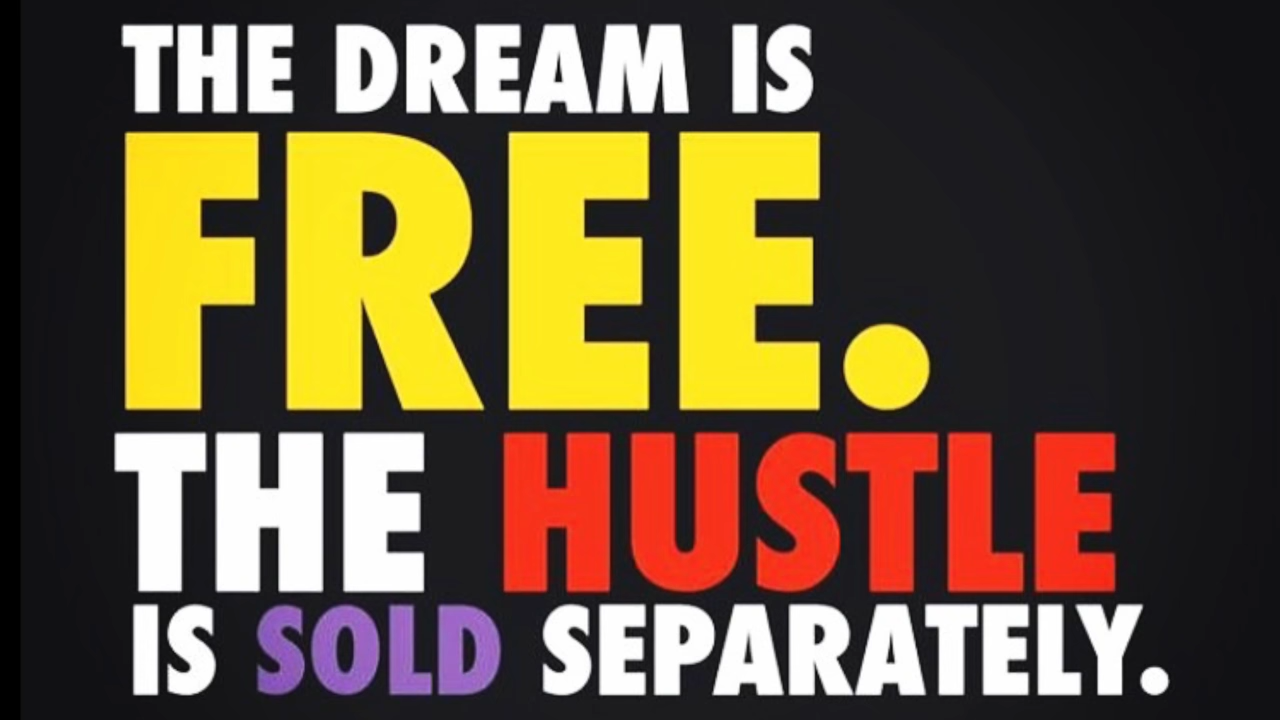 THE DREAM IS
FREE.
THE HUSTLE
IS SOLD SEPARATELY.